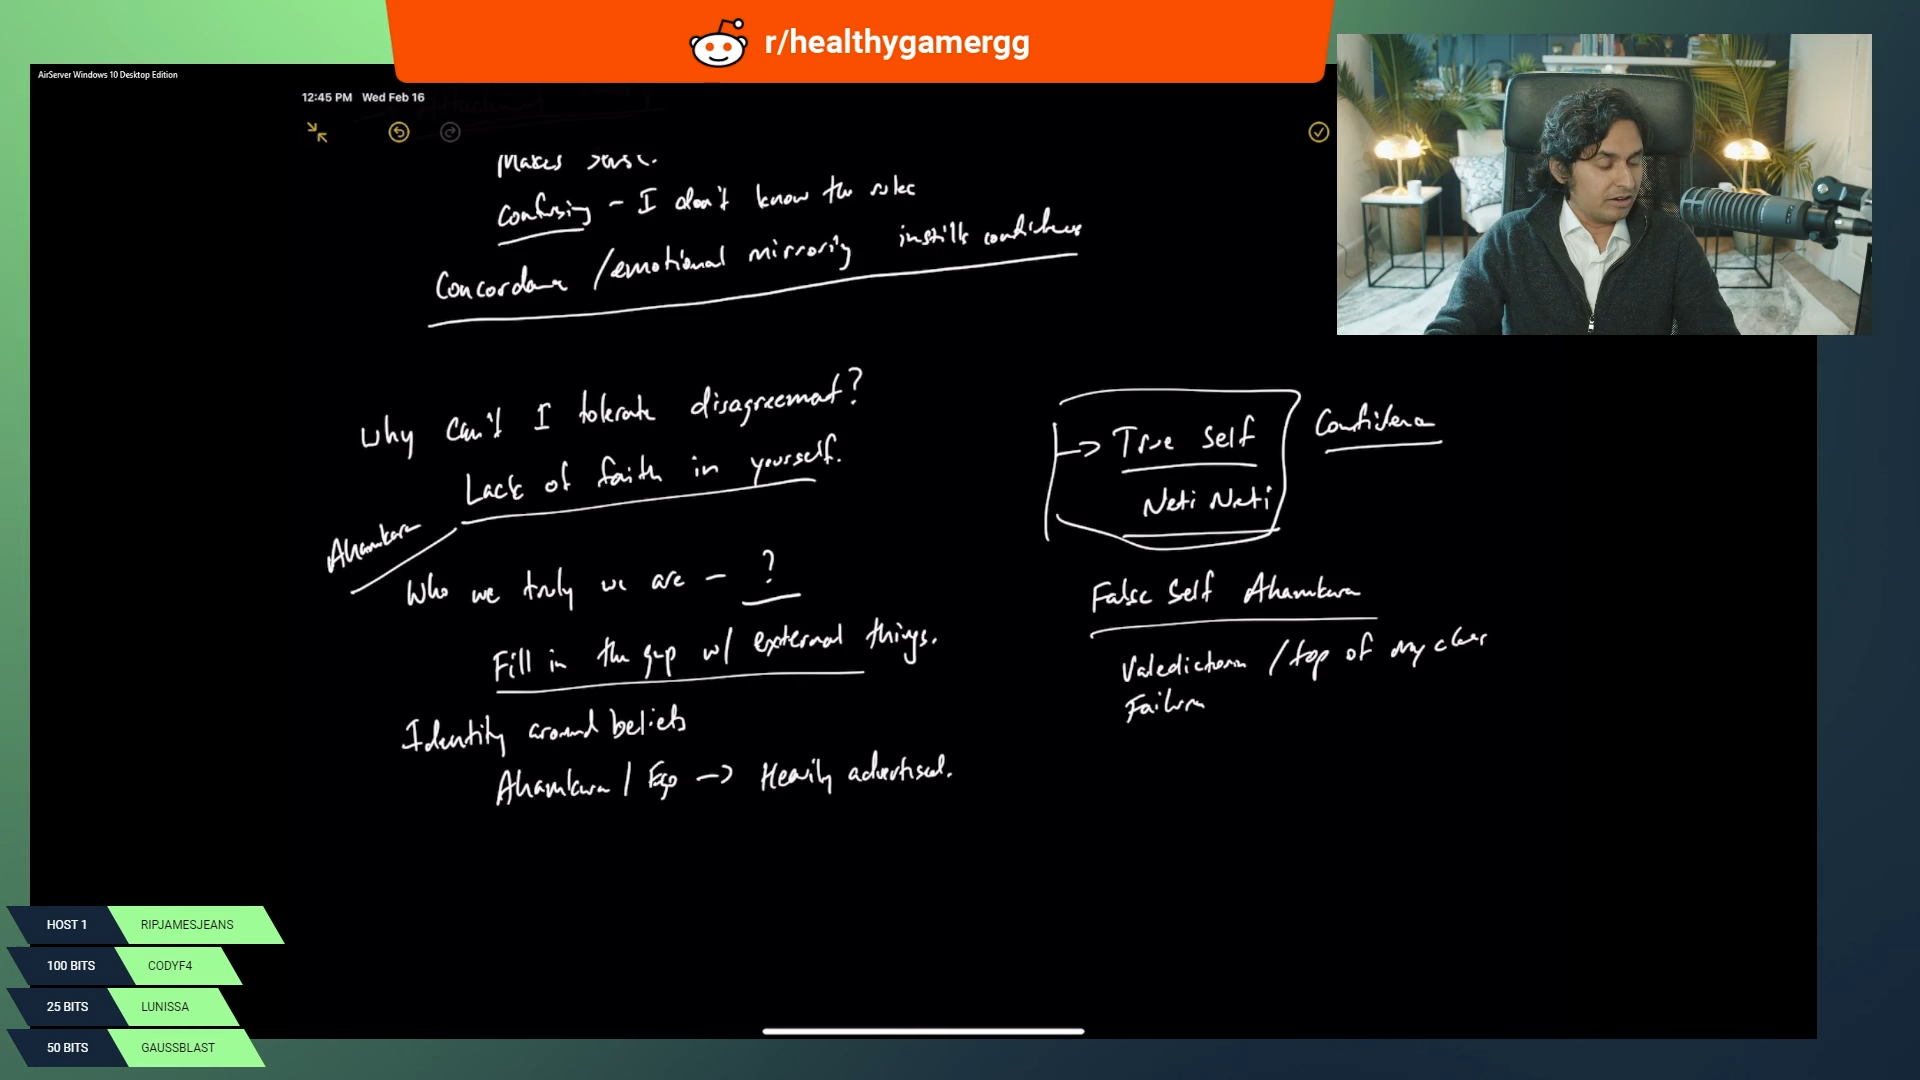 r/healthygamergg
AirServer Windows 10 Desktop Edition
12:45 PM Wed Feb 16
Makes sense.
Confusing - I don't know the rules
Concordance /emotional mirroring instills confidence
Why can't I tolerate disagreement?
Lack of faith in yourself.
Ahamkara
Who we truly we are - ?
Fill in the gap w/ external things.
Identity around beliefs
Ahamkara / Ego -> Heavily advertised.
-> True Self
Confidence
Neti Neti
False Self Ahamkara
Valedictorian / top of my class
Failure
HOST 1 RIPJAMESJEANS
100 BITS CODYF4
25 BITS LUNISSA
50 BITS GAUSSBLAST